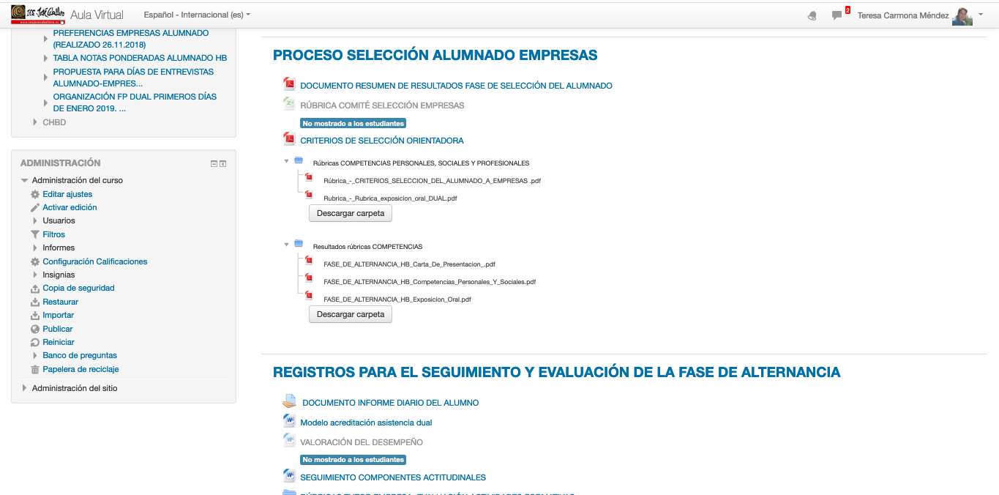 IES José Caballero
www.iesjosecaballero.es
Aula Virtual
Español - Internacional (es)
2
Teresa Carmona Méndez
PREFERENCIAS EMPRESAS ALUMNADO
(REALIZADO 26.11.2018)
TABLA NOTAS PONDERADAS ALUMNADO HB
PROPUESTA PARA DÍAS DE ENTREVISTAS
ALUMNADO-EMPRES...
ORGANIZACIÓN FP DUAL PRIMEROS DÍAS
DE ENERO 2019. ...
CHBD
ADMINISTRACIÓN
Administración del curso
Editar ajustes
Activar edición
Usuarios
Filtros
Informes
Configuración Calificaciones
Insignias
Copia de seguridad
Restaurar
Importar
Publicar
Reiniciar
Banco de preguntas
Papelera de reciclaje
Administración del sitio
PROCESO SELECCIÓN ALUMNADO EMPRESAS
DOCUMENTO RESUMEN DE RESULTADOS FASE DE SELECCIÓN DEL ALUMNADO
RÚBRICA COMITÉ SELECCIÓN EMPRESAS
No mostrado a los estudiantes
CRITERIOS DE SELECCIÓN ORIENTADORA
Rúbricas COMPETENCIAS PERSONALES, SOCIALES Y PROFESIONALES
Rúbrica_-_CRITERIOS_SELECCION_DEL_ALUMNADO_A_EMPRESAS .pdf
Rubrica_-_Rubrica_exposicion_oral_DUAL.pdf
Descargar carpeta
Resultados rúbricas COMPETENCIAS
FASE_DE_ALTERNANCIA_HB_Carta_De_Presentacion_.pdf
FASE_DE_ALTERNANCIA_HB_Competencias_Personales_Y_Sociales.pdf
FASE_DE_ALTERNANCIA_HB_Exposicion_Oral.pdf
Descargar carpeta
REGISTROS PARA EL SEGUIMIENTO Y EVALUACIÓN DE LA FASE DE ALTERNANCIA
DOCUMENTO INFORME DIARIO DEL ALUMNO
Modelo acreditación asistencia dual
VALORACIÓN DEL DESEMPEÑO
No mostrado a los estudiantes
SEGUIMIENTO COMPONENTES ACTITUDINALES